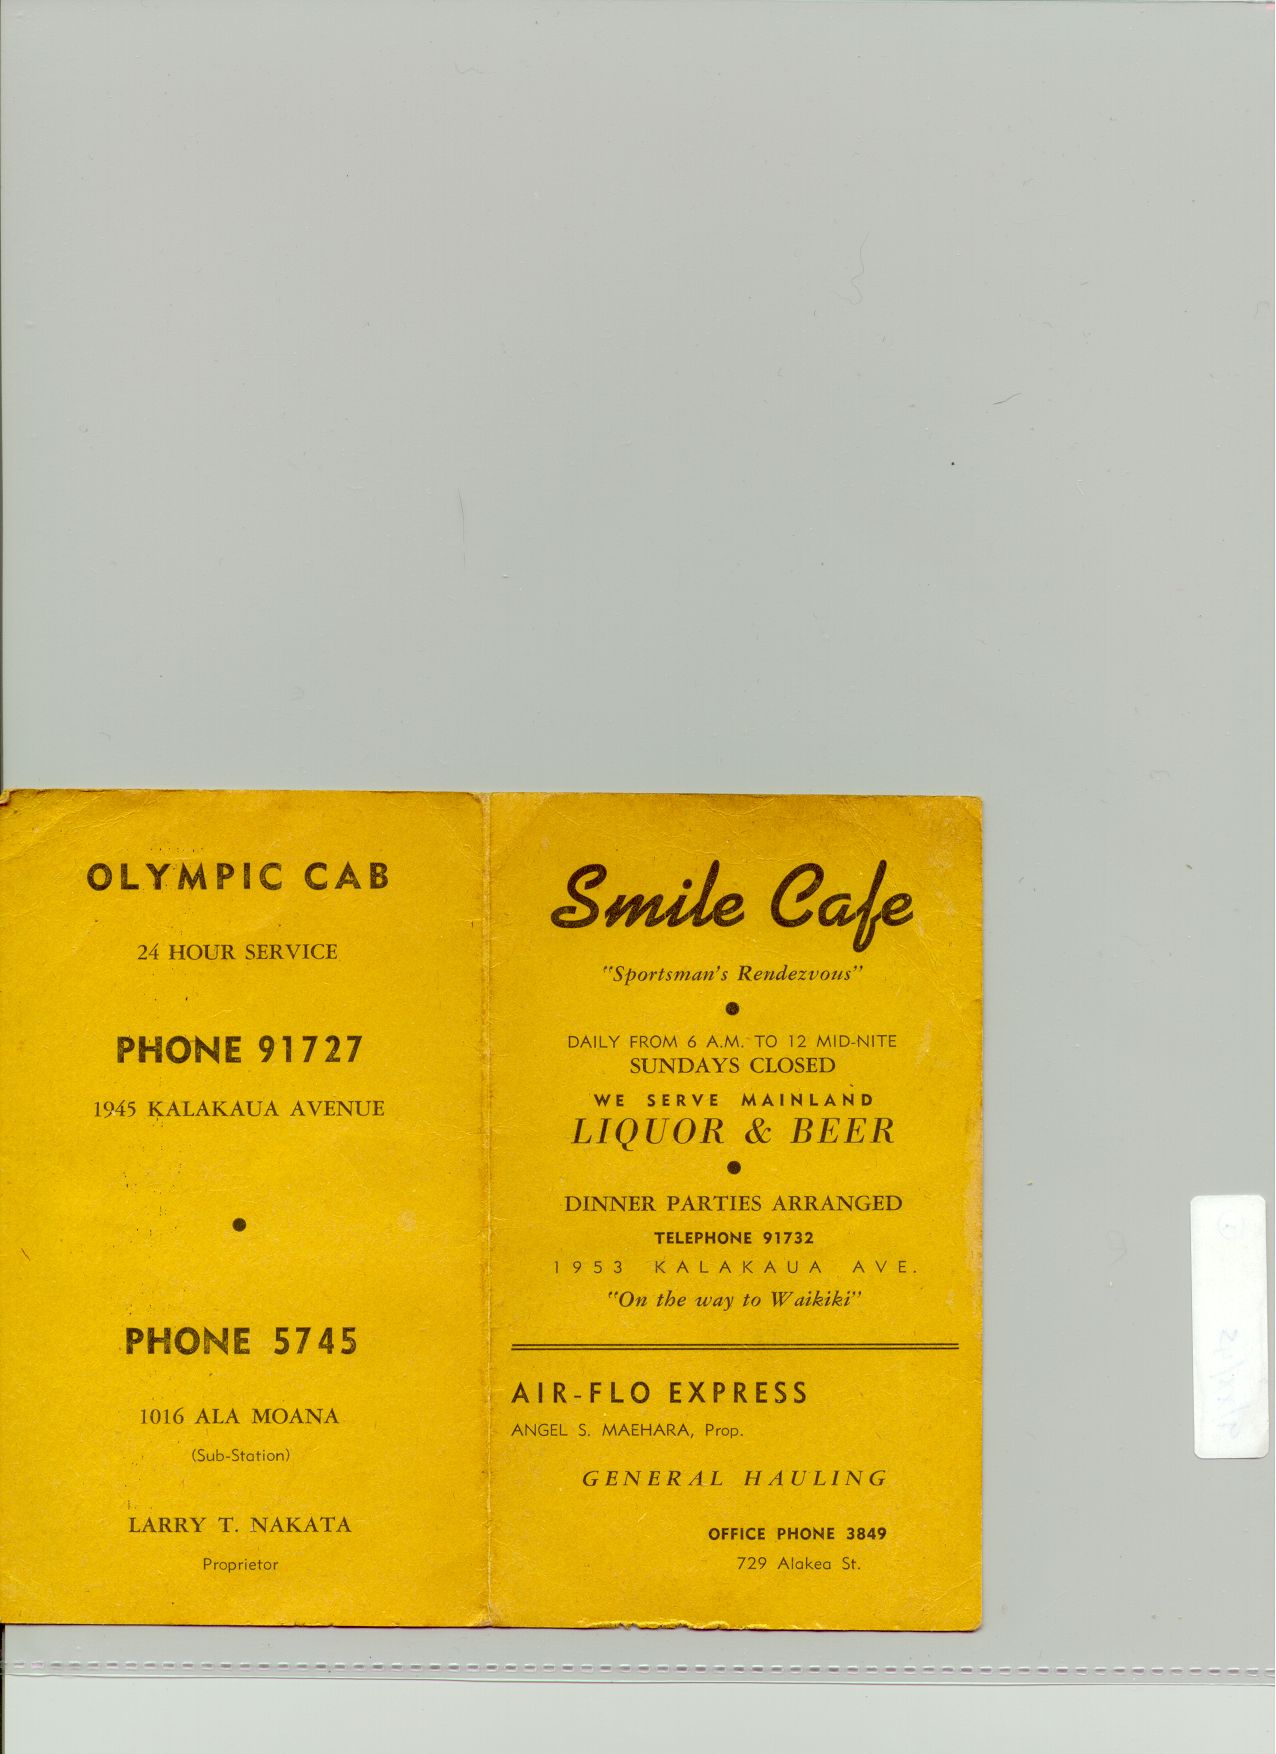 OLYMPIC CAB
24 HOUR SERVICE
PHONE 91727
1945 KALAKAUA AVENUE
PHONE 5745
1016 ALA MOANA
(Sub-Station)
LARRY T. NAKATA
Proprietor
Smile Cafe
"Sportsman's Rendezvous"
DAILY FROM 6 A.M. TO 12 MID-NITE
SUNDAYS CLOSED
WE SERVE MAINLAND
LIQUOR & BEER
DINNER PARTIES ARRANGED
TELEPHONE 91732
1953 KALAKAUA AVE.
"On the way to Waikiki"
AIR-FLO EXPRESS
ANGEL S. MAEHARA, Prop.
GENERAL HAULING
OFFICE PHONE 3849
729 Alakea St.